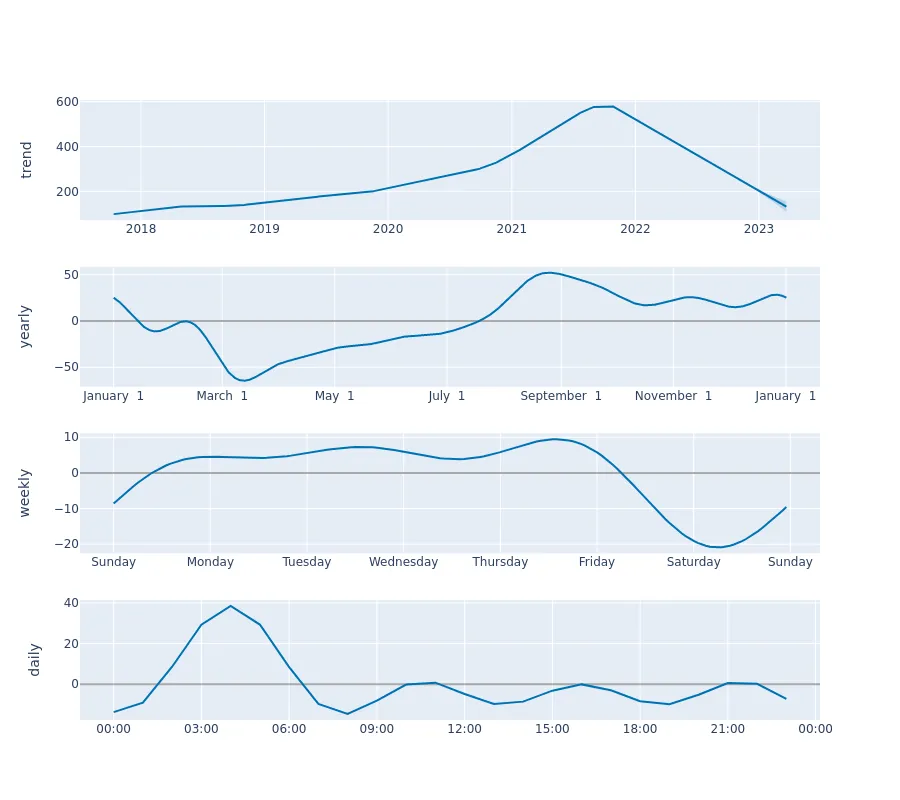 trend
600
400
200
2018 2019 2020 2021 2022 2023
yearly
50
0
−50
January 1 March 1 May 1 July 1 September 1 November 1 January 1
weekly
10
0
−10
−20
Sunday Monday Tuesday Wednesday Thursday Friday Saturday Sunday
daily
40
20
0
00:00 03:00 06:00 09:00 12:00 15:00 18:00 21:00 00:00